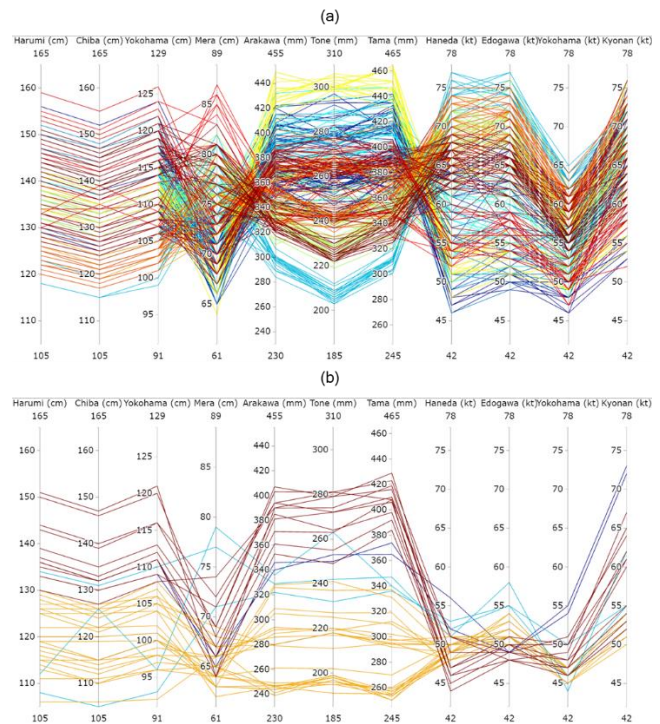 (a)
Harumi (cm) Chiba (cm) Yokohama (cm) Mera (cm) Arakawa (mm) Tone (mm) Tama (mm) Haneda (kt) Edogawa (kt) Yokohama (kt) Kyonan (kt)
165 165 129 89 455 310 465 78 78 78 78
460
160 160 125 440 300 75 75 75 75
85 440
420 420
150 150 120 400 280 70 70 70 70
80 400
140 140 115 380 260 380 65 65 65 65
110 75 360 360
130 130 105 340 240 340 60 60 60 60
70 320 320 55 55 55 55
120 120 100 300 220 300 50 50 50 50
65 280 280
110 110 95 260 200 45 45 45 45
240 260
105 105 91 61 230 185 245 42 42 42 42
(b)
Harumi (cm) Chiba (cm) Yokohama (cm) Mera (cm) Arakawa (mm) Tone (mm) Tama (mm) Haneda (kt) Edogawa (kt) Yokohama (kt) Kyonan (kt)
165 165 129 89 455 310 465 78 78 78 78
460
160 160 125 440 300 75 75 75 75
85 440
420 420
150 150 120 400 280 70 70 70 70
80 400
140 140 115 380 260 380 65 65 65 65
110 75 360 360
130 130 105 340 240 340 60 60 60 60
70 320 320 55 55 55 55
120 120 100 300 220 300 50 50 50 50
65 280 280
110 110 95 260 200 45 45 45 45
240 260
105 105 91 61 230 185 245 42 42 42 42